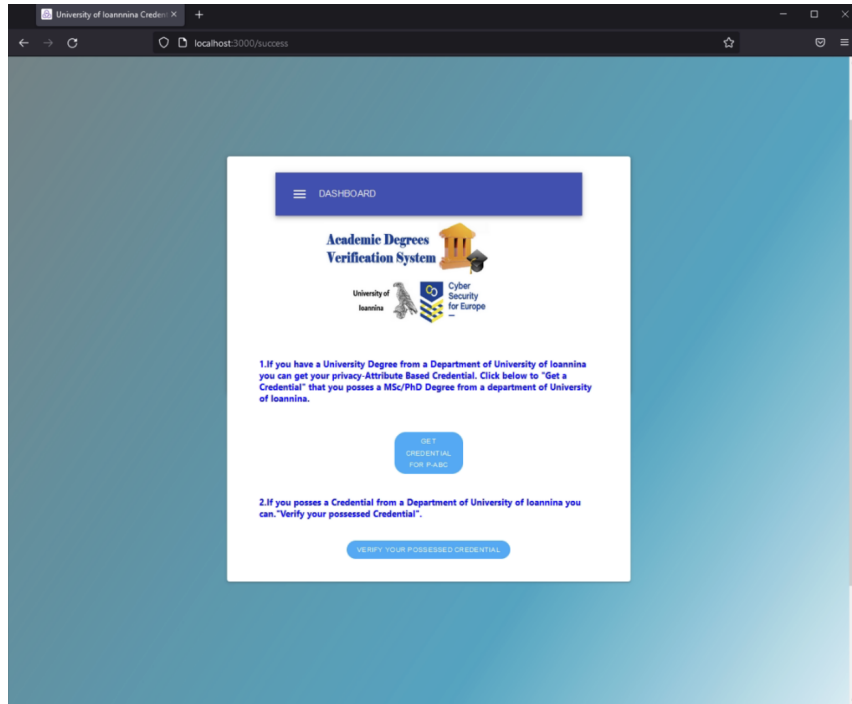 University of Ioannnina Credent
localhost:3000/success
DASHBOARD
Academic Degrees
Verification System
University of
Ioannina
Cyber
Security
for Europe
1.If you have a University Degree from a Department of University of Ioannina
you can get your privacy-Attribute Based Credential. Click below to "Get a
Credential" that you posses a MSc/PhD Degree from a department of University
of Ioannina.
GET
CREDENTIAL
FOR P-ABC
2.If you posses a Credential from a Department of University of Ioannina you
can."Verify your possessed Credential".
VERIFY YOUR POSSESSED CREDENTIAL